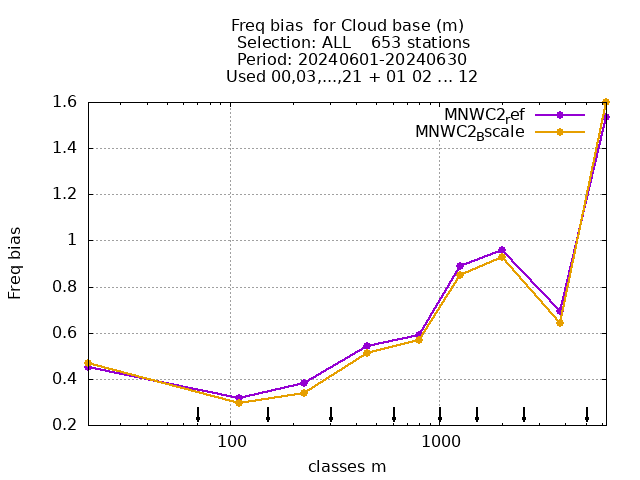 Freq bias  for Cloud base (m)
Selection: ALL    653 stations
Period: 20240601-20240630
Used 00,03,...,21 + 01 02 ... 12
MNWC2ref
MNWC2Bscale
1.6
1.4
1.2
1
0.8
0.6
0.4
0.2
Freq bias
100
1000
classes m